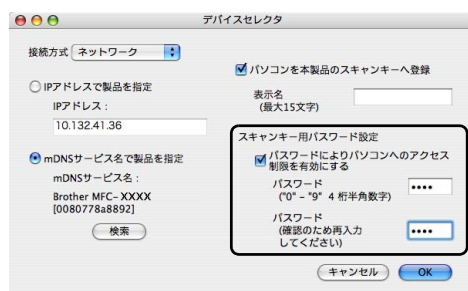 デバイスセレクタ
接続方式 ネットワーク
IPアドレスで製品を指定
IPアドレス：
10.132.41.36
mDNSサービス名で製品を指定
mDNSサービス名：
Brother MFC-XXXX
[0080778a8892]
検索
パソコンを本製品のスキャンキーへ登録
表示名
(最大15文字)
スキャンキー用パスワード設定
パスワードによりパソコンへのアクセス
制限を有効にする
パスワード
("0" – "9" 4 桁半角数字)
••••
パスワード
(確認のため再入力
してください)
••••
キャンセル OK